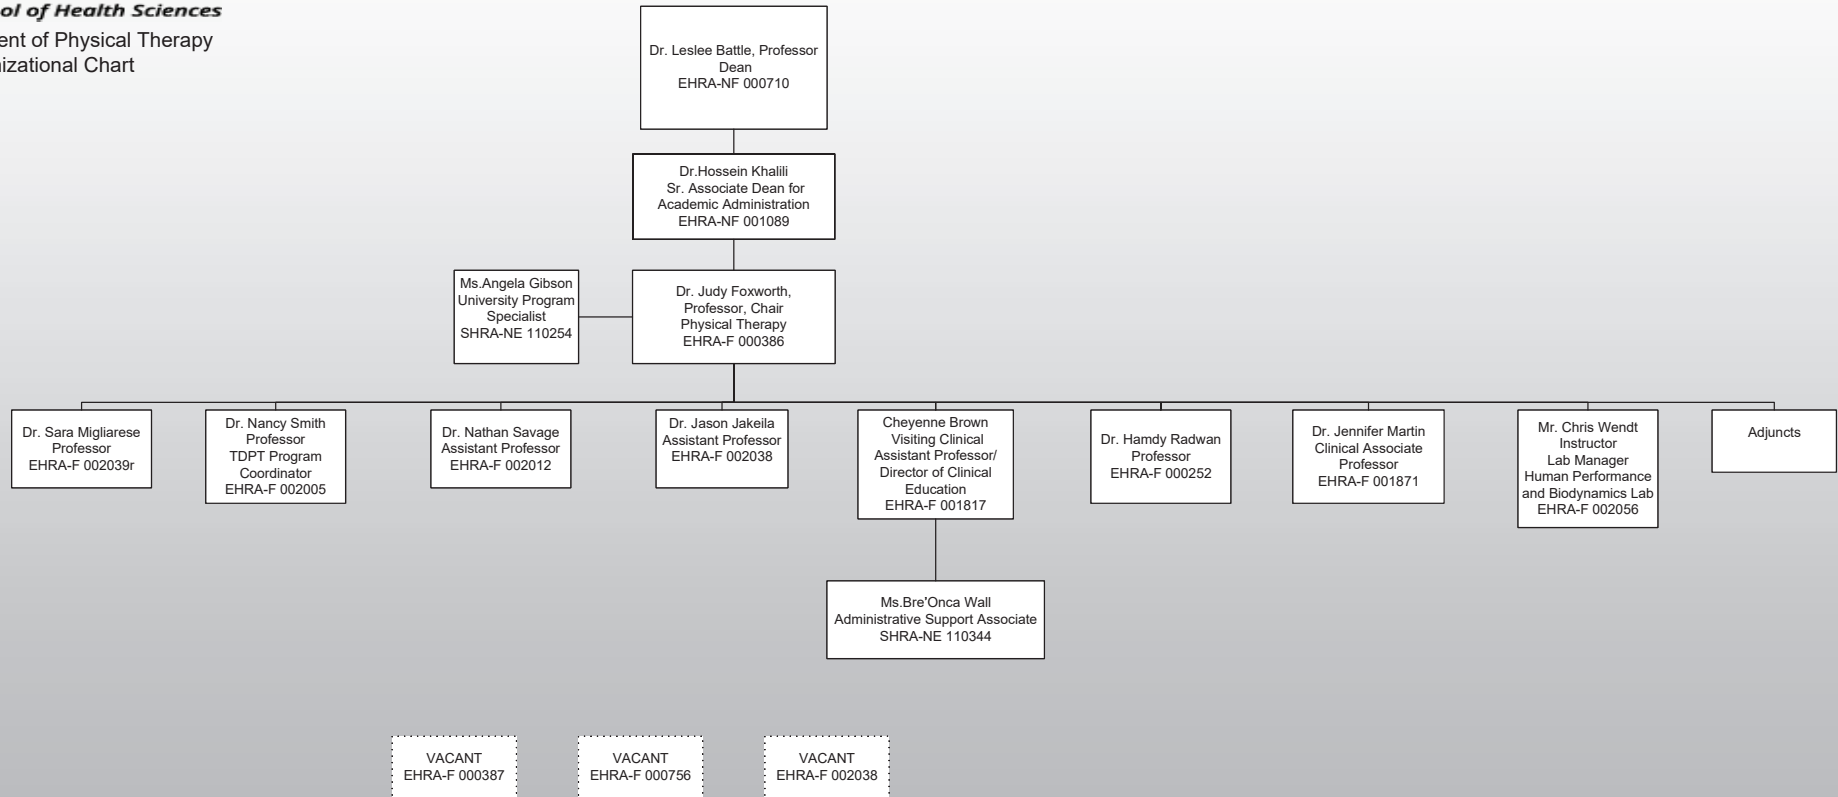 ol of Health Sciences
ent of Physical Therapy
nizational Chart
Dr. Leslee Battle, Professor
Dean
EHRA-NF 000710
Dr.Hossein Khalili
Sr. Associate Dean for
Academic Administration
EHRA-NF 001089
Ms.Angela Gibson
University Program
Specialist
SHRA-NE 110254
Dr. Judy Foxworth,
Professor, Chair
Physical Therapy
EHRA-F 000386
Dr. Sara Migliarese
Professor
EHRA-F 002039r
Dr. Nancy Smith
Professor
TDPT Program
Coordinator
EHRA-F 002005
Dr. Nathan Savage
Assistant Professor
EHRA-F 002012
Dr. Jason Jakeila
Assistant Professor
EHRA-F 002038
Cheyenne Brown
Visiting Clinical
Assistant Professor/
Director of Clinical
Education
EHRA-F 001817
Dr. Hamdy Radwan
Professor
EHRA-F 000252
Dr. Jennifer Martin
Clinical Associate
Professor
EHRA-F 001871
Mr. Chris Wendt
Instructor
Lab Manager
Human Performance
and Biodynamics Lab
EHRA-F 002056
Adjuncts
Ms.Bre'Onca Wall
Administrative Support Associate
SHRA-NE 110344
VACANT
EHRA-F 000387
VACANT
EHRA-F 000756
VACANT
EHRA-F 002038